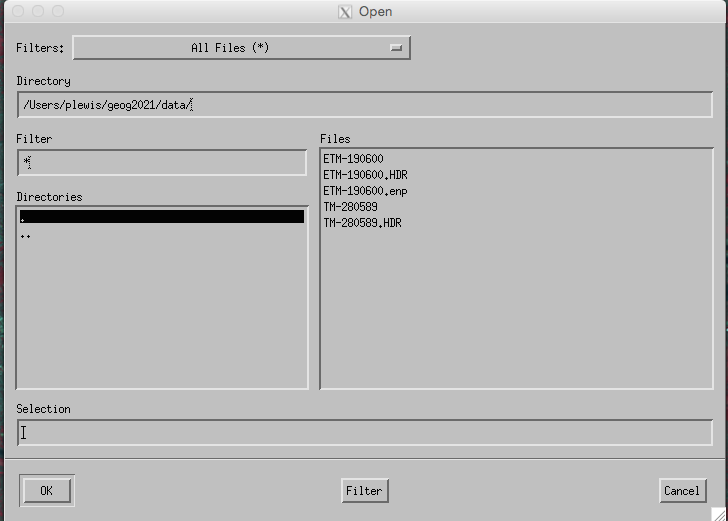 Open
Filters: All Files (*)
Directory
/Users/plewis/geog2021/data/
Filter
*
Files
ETM-190600
ETM-190600.HDR
ETM-190600.enp
TM-280589
TM-280589.HDR
Directories
.
..
Selection
OK
Filter
Cancel